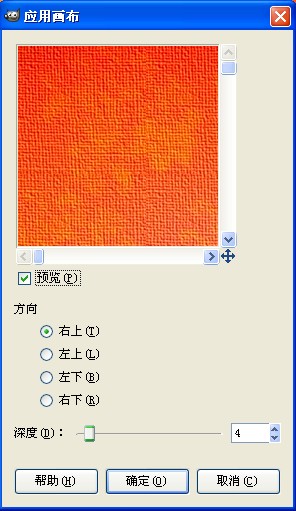 应用画布
预览(P)
方向
右上(T)
左上(L)
左下(B)
右下(R)
深度(D)：
4
帮助(H)
确定(O)
取消(C)